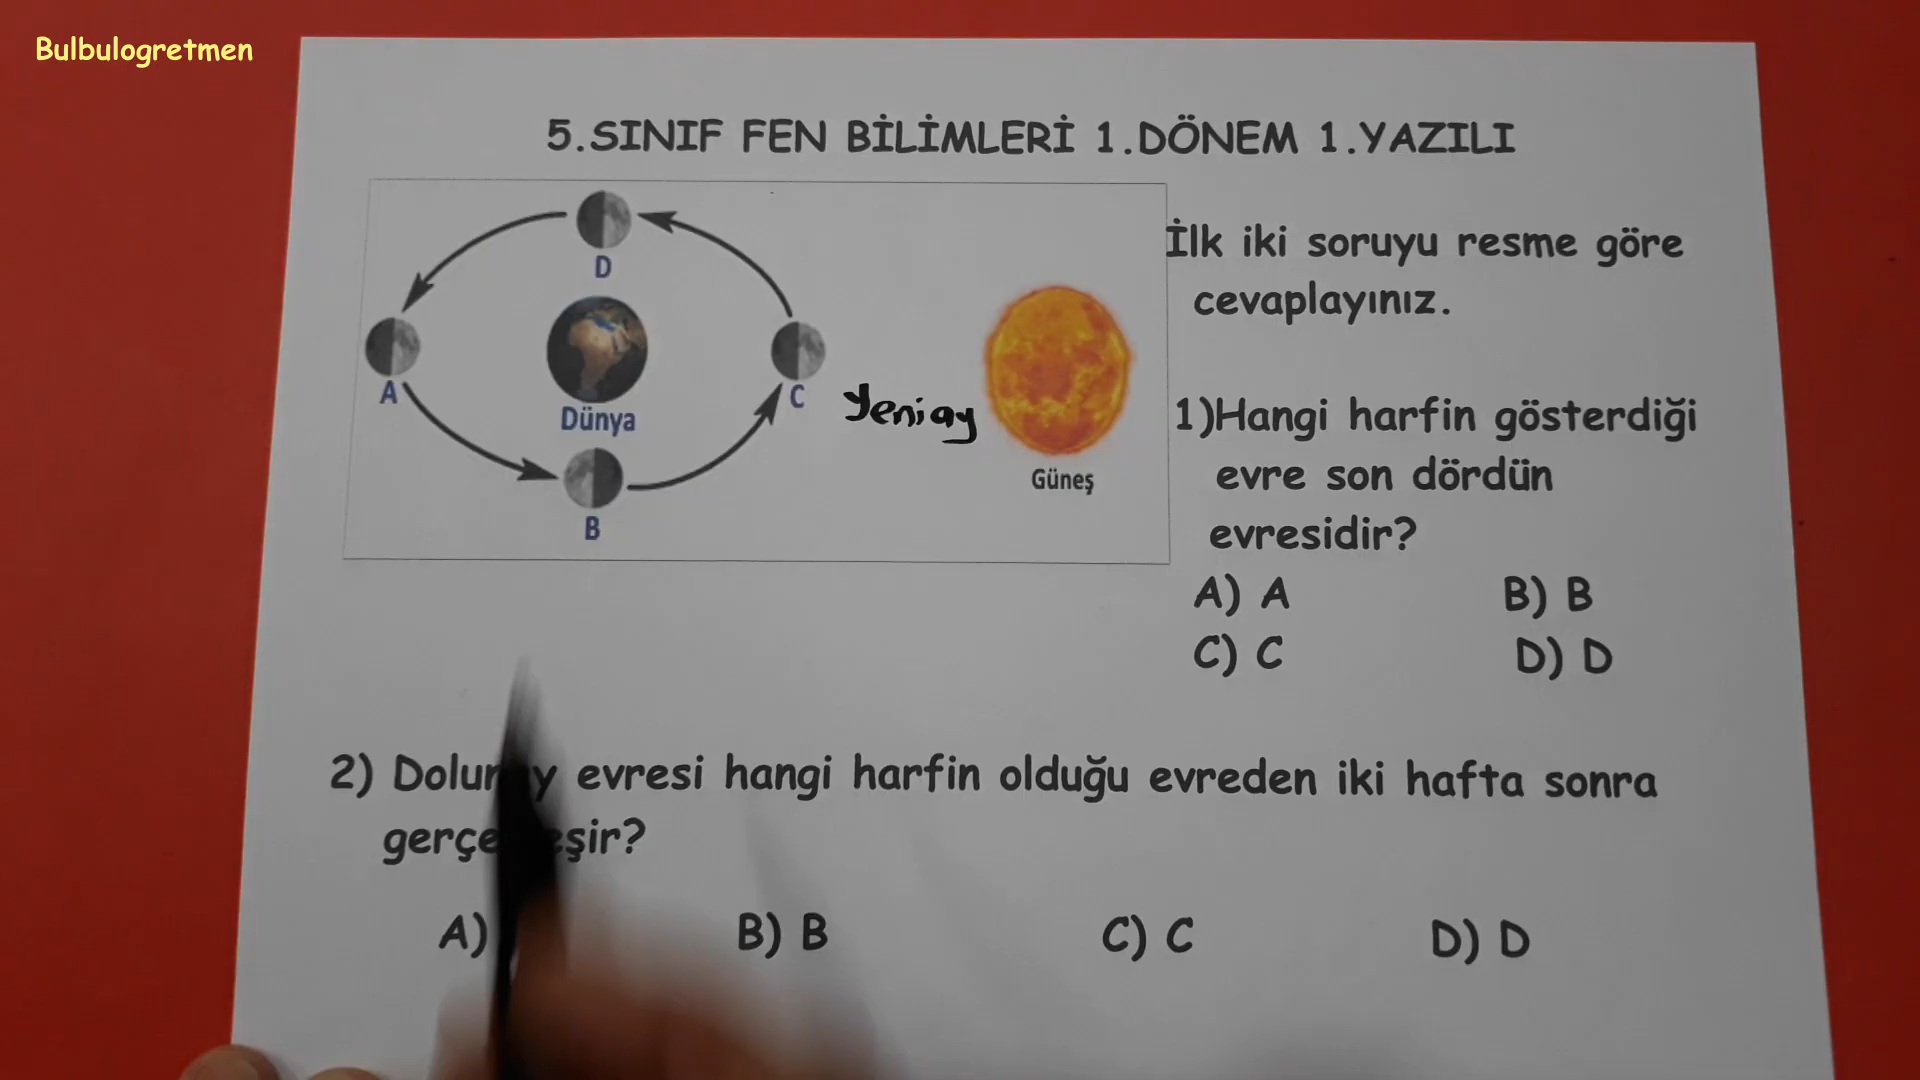 Bulbulogretmen
5.SINIF FEN BİLİMLERİ 1.DÖNEM 1.YAZILI
D
A
Dünya
C
Yeniay
Güneş
B
İlk iki soruyu resme göre
cevaplayınız.
1)Hangi harfin gösterdiği
evre son dördün
evresidir?
A) A B) B
C) C D) D
2) evresi hangi harfin olduğu evreden iki hafta sonra
A) B) B C) C D) D